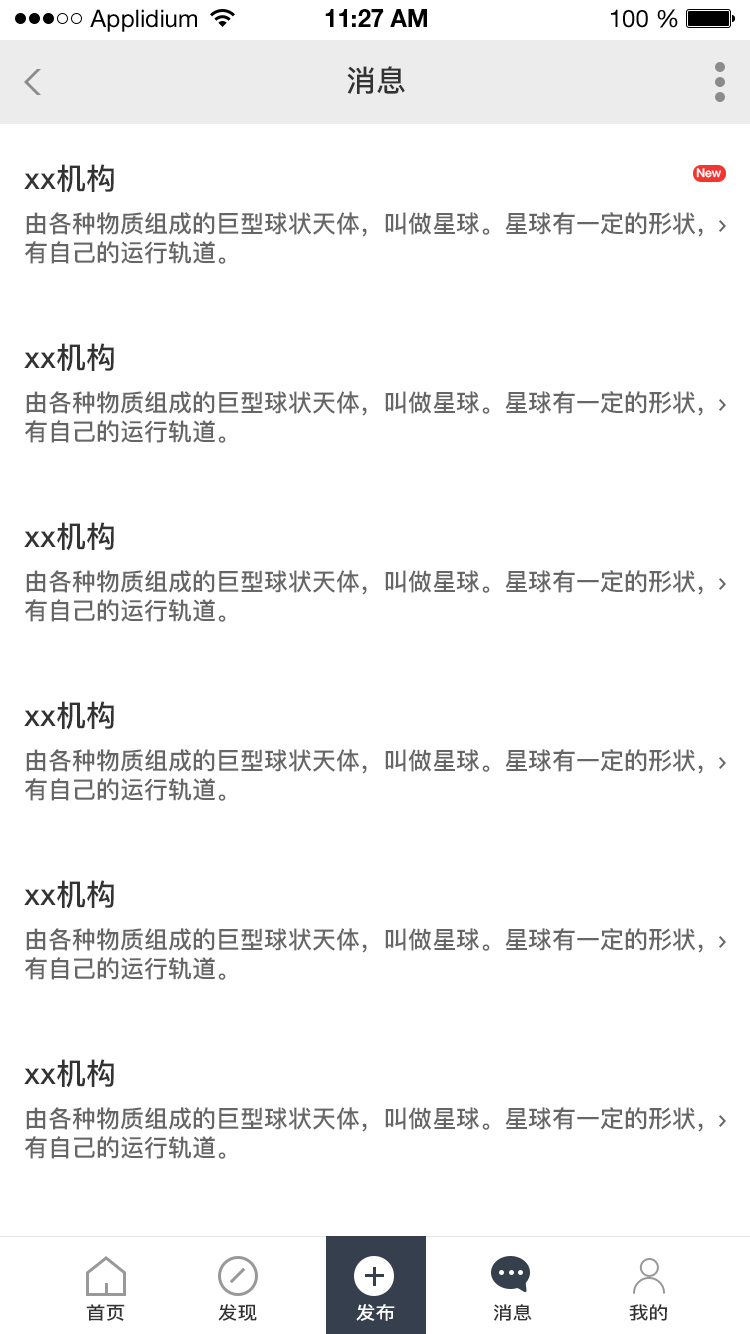 Applidium 11:27 AM 100 %
消息
xx机构 New
由各种物质组成的巨型球状天体，叫做星球。星球有一定的形状，
有自己的运行轨道。
xx机构
由各种物质组成的巨型球状天体，叫做星球。星球有一定的形状，
有自己的运行轨道。
xx机构
由各种物质组成的巨型球状天体，叫做星球。星球有一定的形状，
有自己的运行轨道。
xx机构
由各种物质组成的巨型球状天体，叫做星球。星球有一定的形状，
有自己的运行轨道。
xx机构
由各种物质组成的巨型球状天体，叫做星球。星球有一定的形状，
有自己的运行轨道。
xx机构
由各种物质组成的巨型球状天体，叫做星球。星球有一定的形状，
有自己的运行轨道。
首页 发现 发布 消息 我的